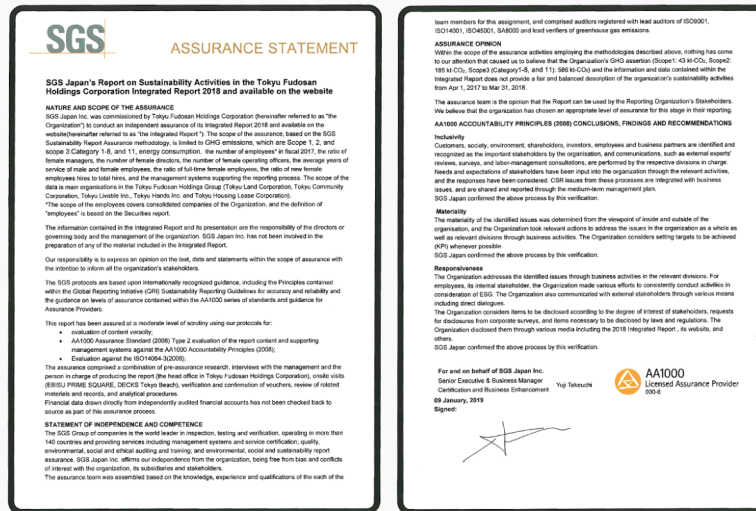 SGS
ASSURANCE STATEMENT
SGS Japan's Report on Sustainability Activities in the Tokyu Fudosan
Holdings Corporation Integrated Report 2018 and available on the website
NATURE AND SCOPE OF THE ASSURANCE
SGS Japan Inc. was commissioned by Tokyu Fudosan Holdings Corporation (hereinafter referred to as "the
Organization") to conduct an independent assurance of its Integrated Report 2018 and available on the
website(hereinafter referred to as "the Integrated Report "). The scope of the assurance, based on the SGS
Sustainability Report Assurance methodology, is limited to GHG emissions, which are Scope 1, 2, and
scope 3:Category 1-8, and 11, energy consumption, the number of employees* in fiscal 2017, the ratio of
female managers, the number of female directors, the number of female operating officers, the average years of
service of male and female employees, the ratio of full-time female employees, the ratio of new female
employees hires to total hires, and the management systems supporting the reporting process. The scope of the
data is main organisations in the Tokyu Fudosan Holdings Group (Tokyu Land Corporation, Tokyu Community
Corporation, Tokyu Livable Inc., Tokyu Hands Inc. and Tokyu Housing Lease Corporation).
*The scope of the employees covers consolidated companies of the Organization, and the definition of
"employees" is based on the Securities report.
The information contained in the Integrated Report and its presentation are the responsibility of the directors or
governing body and the management of the organization. SGS Japan Inc. has not been involved in the
preparation of any of the material included in the Integrated Report.
Our responsibility is to express an opinion on the text, data and statements within the scope of assurance with
the intention to inform all the organization's stakeholders.
The SGS protocols are based upon internationally recognized guidance, including the Principles contained
within the Global Reporting Initiative (GRI) Sustainability Reporting Guidelines for accuracy and reliability and
the guidance on levels of assurance contained within the AA1000 series of standards and guidance for
Assurance Providers.
This report has been assured at a moderate level of scrutiny using our protocols for:
• evaluation of content veracity;
• AA1000 Assurance Standard (2008) Type 2 evaluation of the report content and supporting
management systems against the AA1000 Accountability Principles (2008);
• Evaluation against the ISO14064-3(2006);
The assurance comprised a combination of pre-assurance research, interviews with the management and the
person in charge of producing the report (the head office in Tokyu Fudosan Holdings Corporation), onsite visits
(EBISU PRIME SQUARE, DECKS Tokyo Beach), verification and confirmation of vouchers, review of related
materials and records, and analytical procedures.
Financial data drawn directly from independently audited financial accounts has not been checked back to
source as part of this assurance process.
STATEMENT OF INDEPENDENCE AND COMPETENCE
The SGS Group of companies is the world leader in inspection, testing and verification, operating in more than
140 countries and providing services including management systems and service certification; quality,
environmental, social and ethical auditing and training; and environmental, social and sustainability report
assurance. SGS Japan Inc. affirms our independence from the organization, being free from bias and conflicts
of interest with the organization, its subsidiaries and stakeholders.
The assurance team was assembled based on the knowledge, experience and qualifications of the each of the
team members for this assignment, and comprised auditors registered with lead auditors of ISO9001,
ISO14001, ISO45001, SA8000 and lead verifiers of greenhouse gas emissions.
ASSURANCE OPINION
Within the scope of the assurance activities employing the methodologies described above, nothing has come
to our attention that caused us to believe that the Organization's GHG assertion (Scope1: 43 kt-CO₂, Scope2:
185 kt-CO₂, Scope3 (Category1-8, and 11): 586 kt-CO₂) and the information and data contained within the
Integrated Report does not provide a fair and balanced description of the organization's sustainability activities
from Apr 1, 2017 to Mar 31, 2018.
The assurance team is the opinion that the Report can be used by the Reporting Organization's Stakeholders.
We believe that the organization has chosen an appropriate level of assurance for this stage in their reporting.
AA1000 ACCOUNTABILITY PRINCIPLES (2008) CONCLUSIONS, FINDINGS AND RECOMMENDATIONS
Inclusivity
Customers, society, environment, shareholders, investors, employees and business partners are identified and
recognized as the important stakeholders by the organisation, and communications, such as external experts'
reviews, surveys, and labor-management consultations, are performed by the respective divisions in charge.
Needs and expectations of stakeholders have been input into the organization through the relevant activities,
and the responses have been considered. CSR issues from these processes are integrated with business
issues, and are shared and reported through the medium-term management plan.
SGS Japan confirmed the above process by this verification.
Materiality
The materiality of the identified issues was determined from the viewpoint of inside and outside of the
organisation, and the Organization took relevant actions to address the issues in the organization as a whole as
well as relevant divisions through business activities. The Organization considers setting targets to be achieved
(KPI) whenever possible.
SGS Japan confirmed the above process by this verification.
Responsiveness
The Organization addresses the identified issues through business activities in the relevant divisions. For
employees, its internal stakeholder, the Organization made various efforts to consistently conduct activities in
consideration of ESG. The Organization also communicated with external stakeholders through various means
including direct dialogues.
The Organization considers items to be disclosed according to the degree of interest of stakeholders, requests
for disclosures from corporate surveys, and items necessary to be disclosed by laws and regulations. The
Organization disclosed them through various media including the 2018 Integrated Report , its website, and
others.
SGS Japan confirmed the above process by this verification.
For and on behalf of SGS Japan Inc.
Senior Executive & Business Manager
Certification and Business Enhancement Yuji Takeuchi
09 January, 2019
Signed:
AA1000
Licensed Assurance Provider
000-8